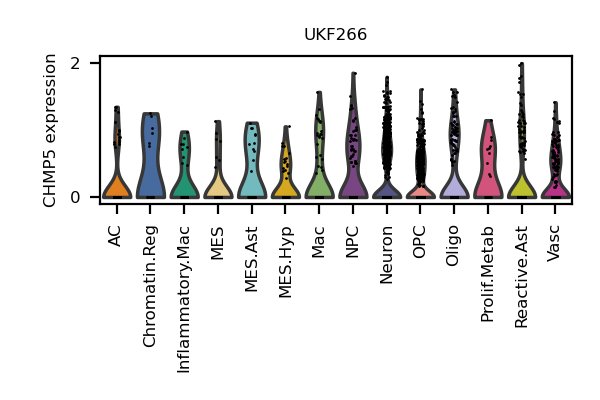 UKF266
CHMP5 expression
2
0
AC
Chromatin.Reg
Inflammatory.Mac
MES
MES.Ast
MES.Hyp
Mac
NPC
Neuron
OPC
Oligo
Prolif.Metab
Reactive.Ast
Vasc